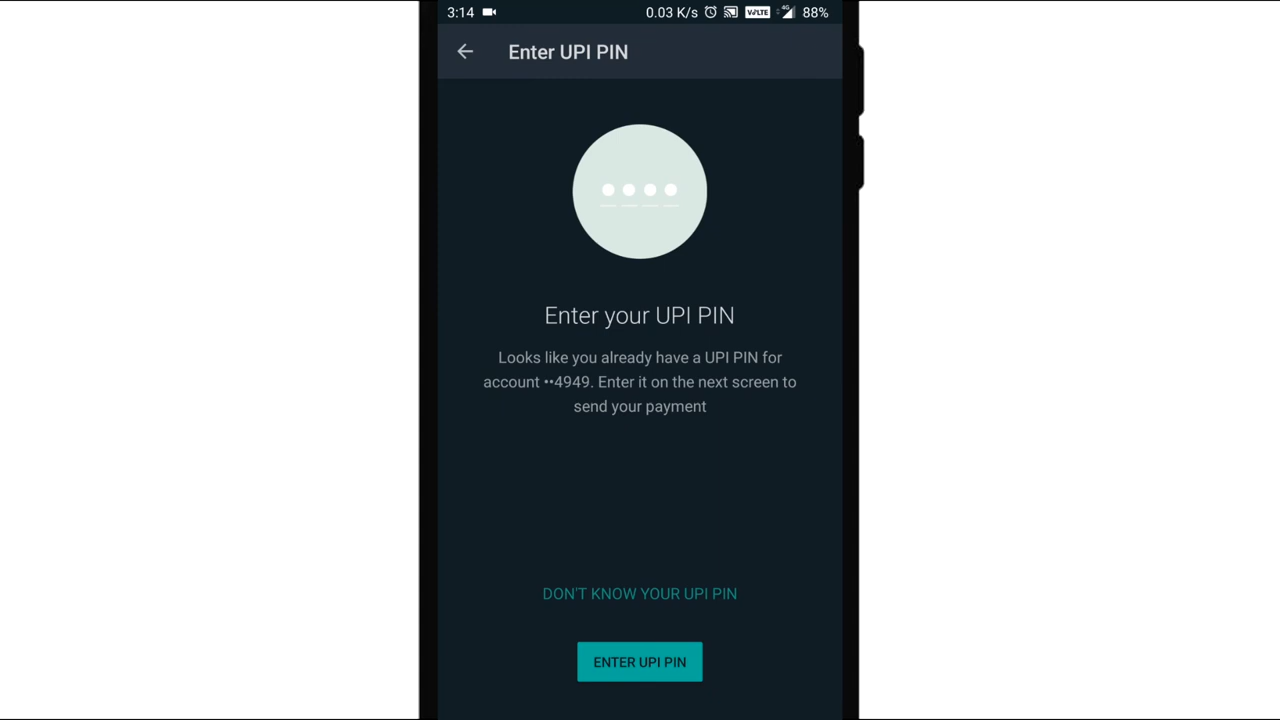 3:14 0.03 K/s VoLTE 4G 88%
Enter UPI PIN
Enter your UPI PIN
Looks like you already have a UPI PIN for
account ••4949. Enter it on the next screen to
send your payment
DON'T KNOW YOUR UPI PIN
ENTER UPI PIN